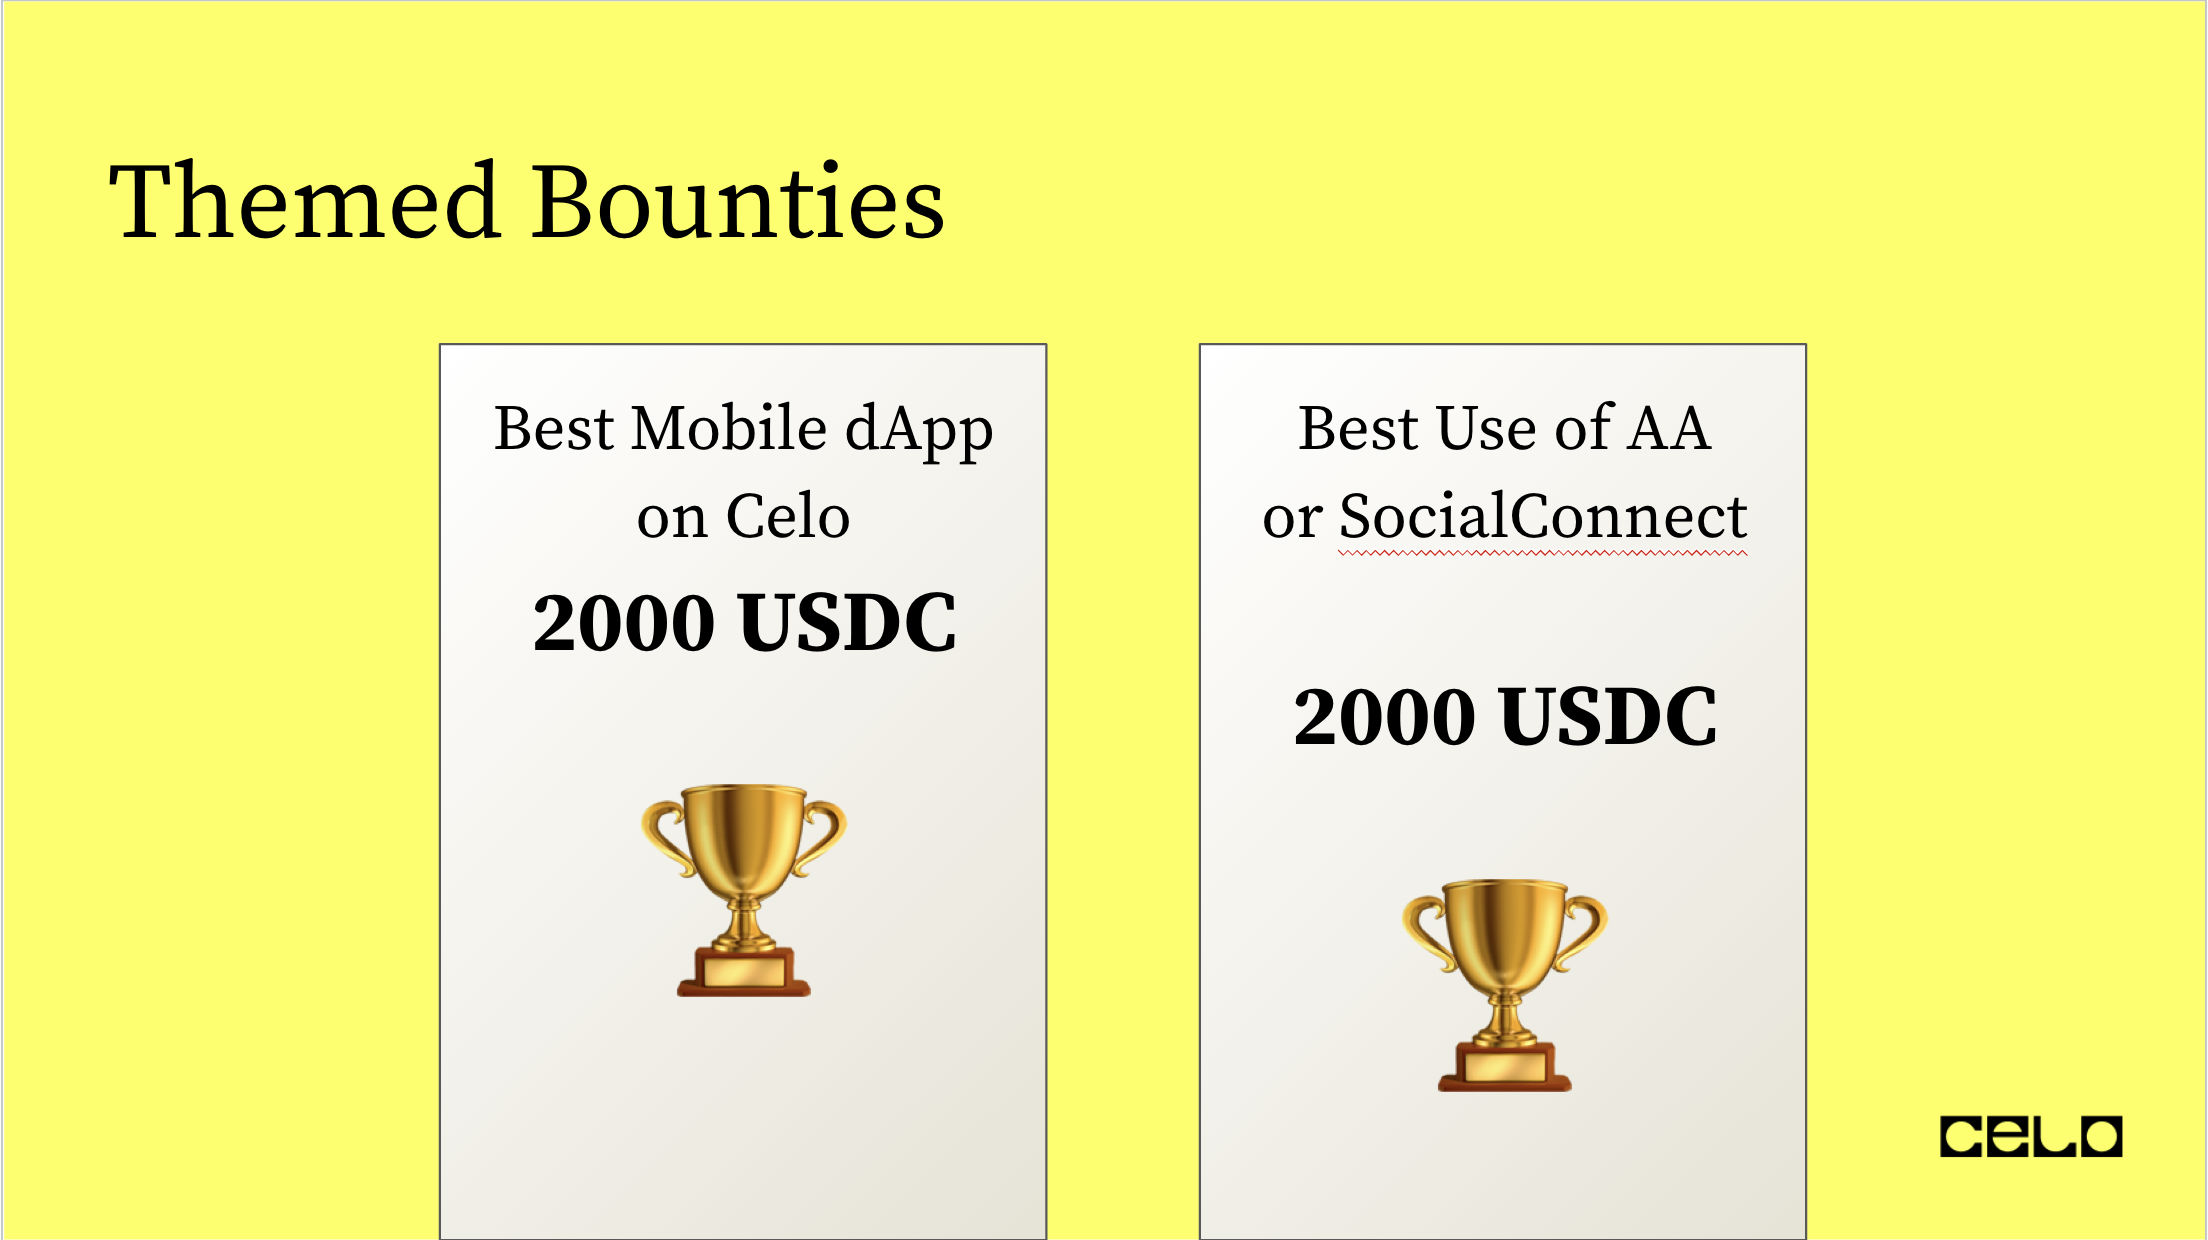 Themed Bounties
Best Mobile dApp
on Celo
2000 USDC
Best Use of AA
or SocialConnect
2000 USDC
CELO